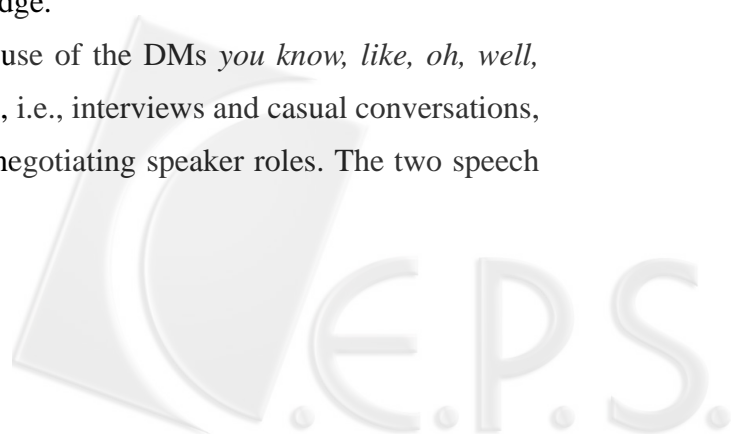 dge.
use of the DMs you know, like, oh, well,
, i.e., interviews and casual conversations,
negotiating speaker roles. The two speech
C.E.P.S.